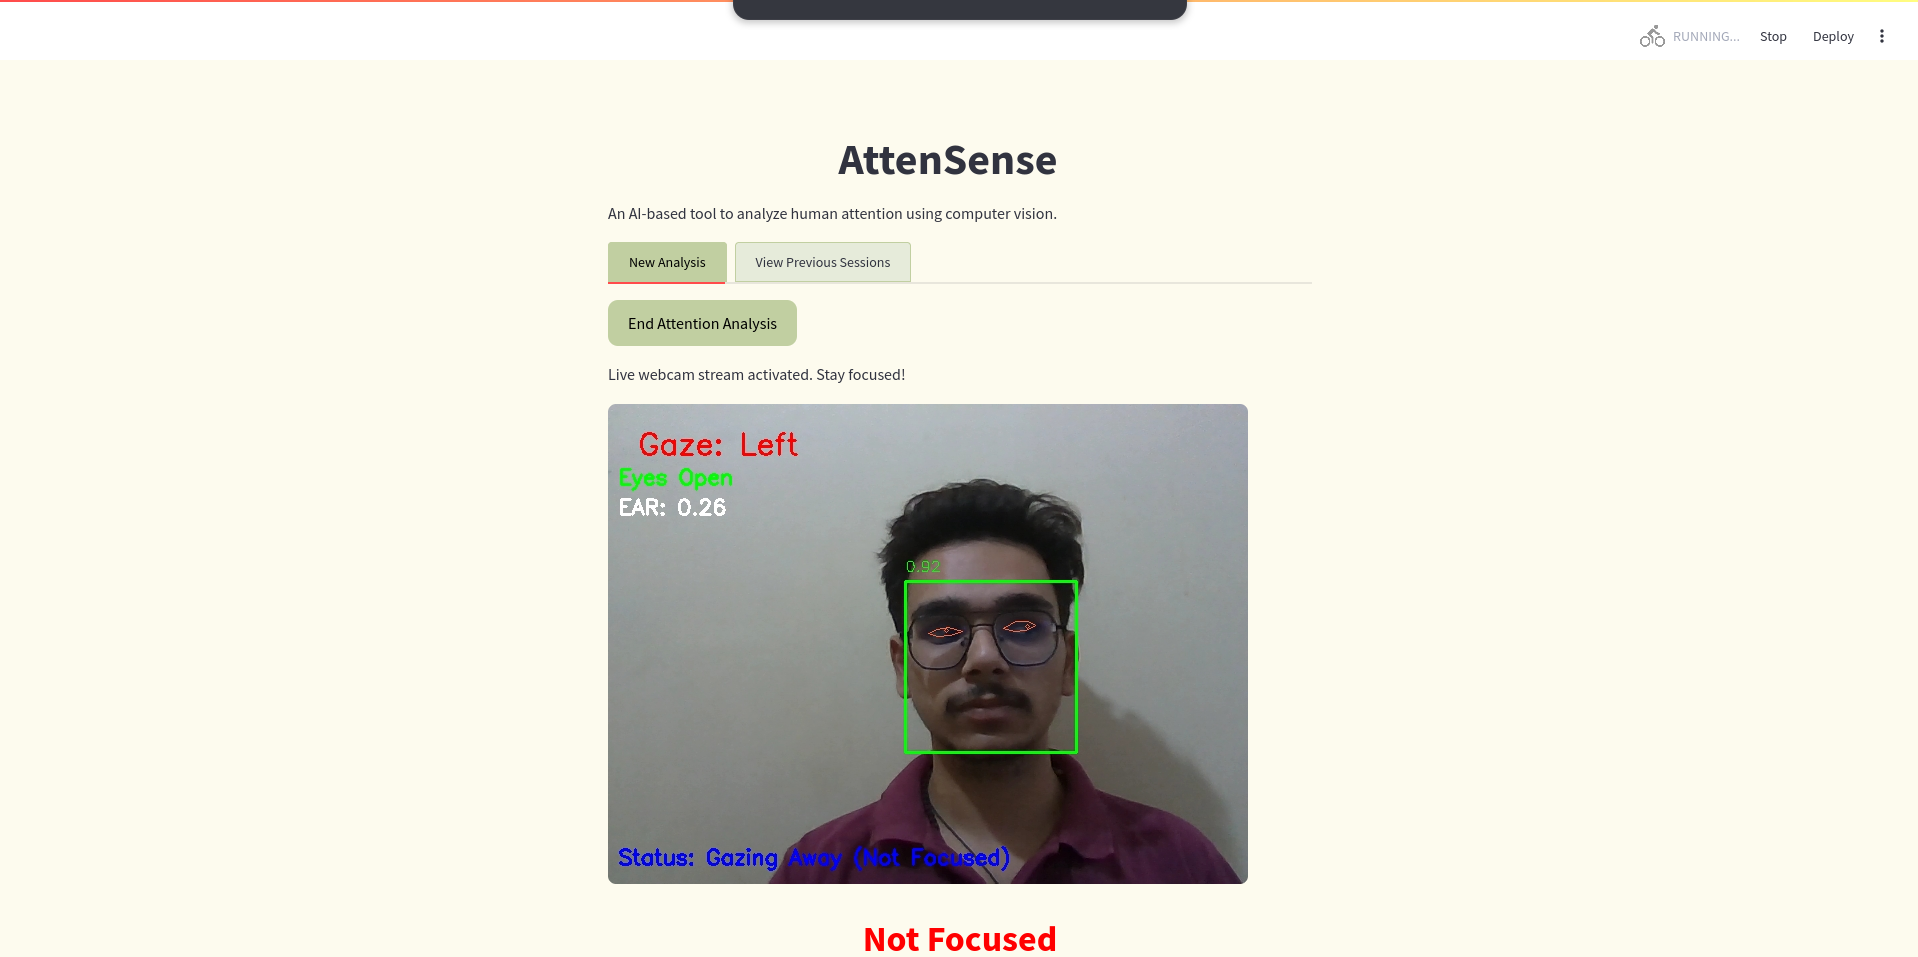 RUNNING...
Stop
Deploy
AttenSense
An AI-based tool to analyze human attention using computer vision.
New Analysis
View Previous Sessions
End Attention Analysis
Live webcam stream activated. Stay focused!
Gaze: Left
Eyes Open
EAR: 0.26
0.92
Status: Gazing Away (Not Focused)
Not Focused